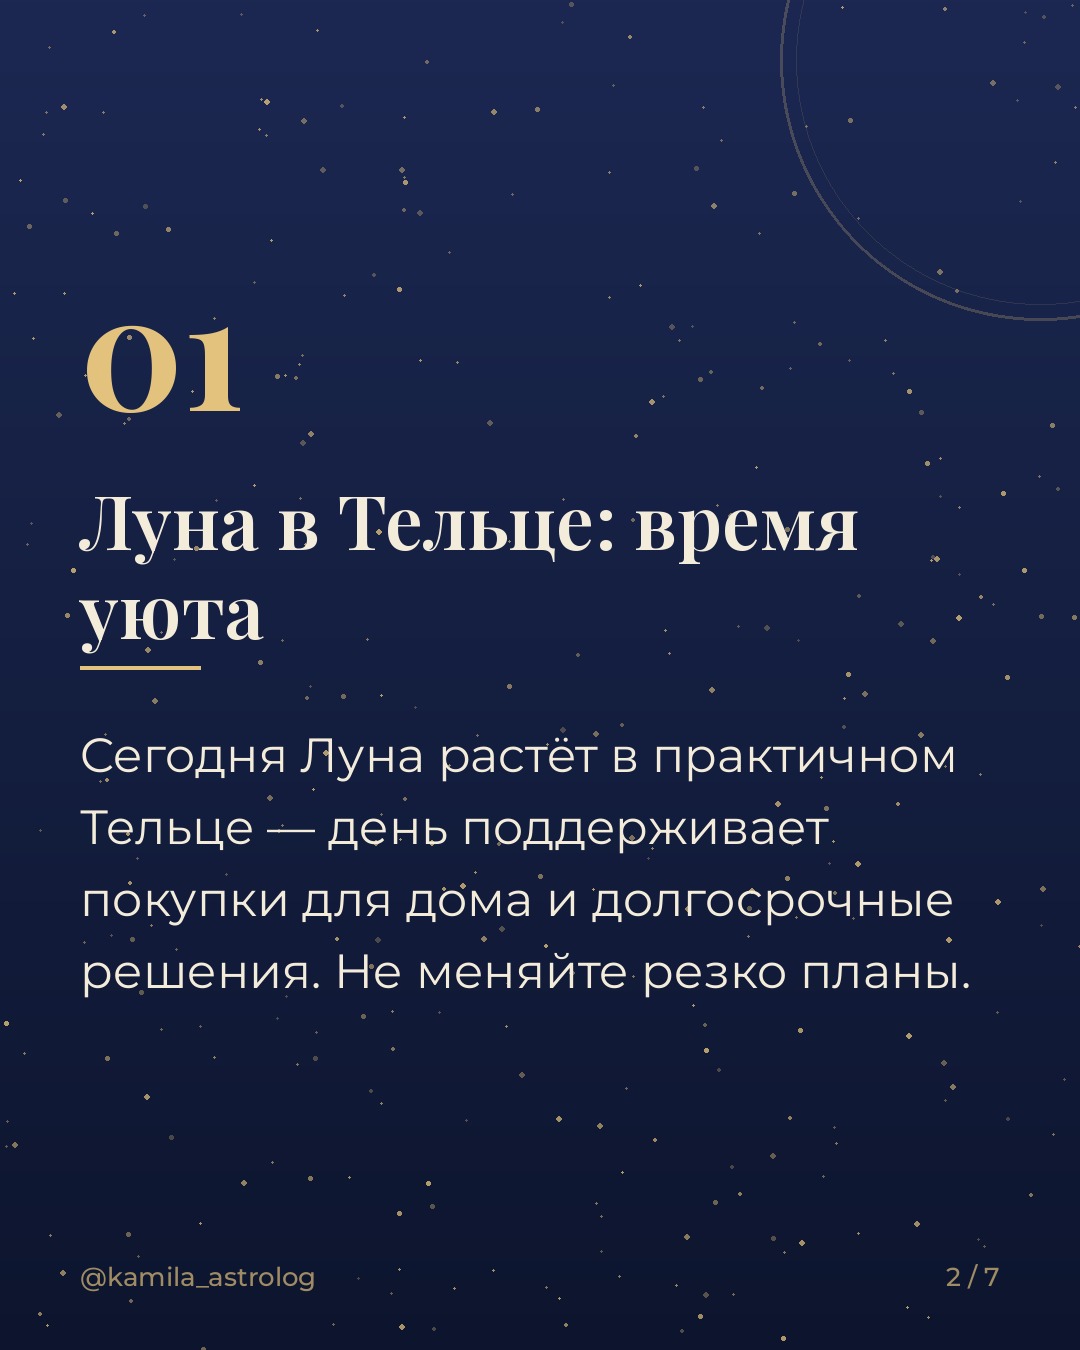 01
Луна в Тельце: время
уюта
Сегодня Луна растёт в практичном
Тельце — день поддерживает
покупки для дома и долгосрочные
решения. Не меняйте резко планы.
@kamila_astrolog
2 / 7